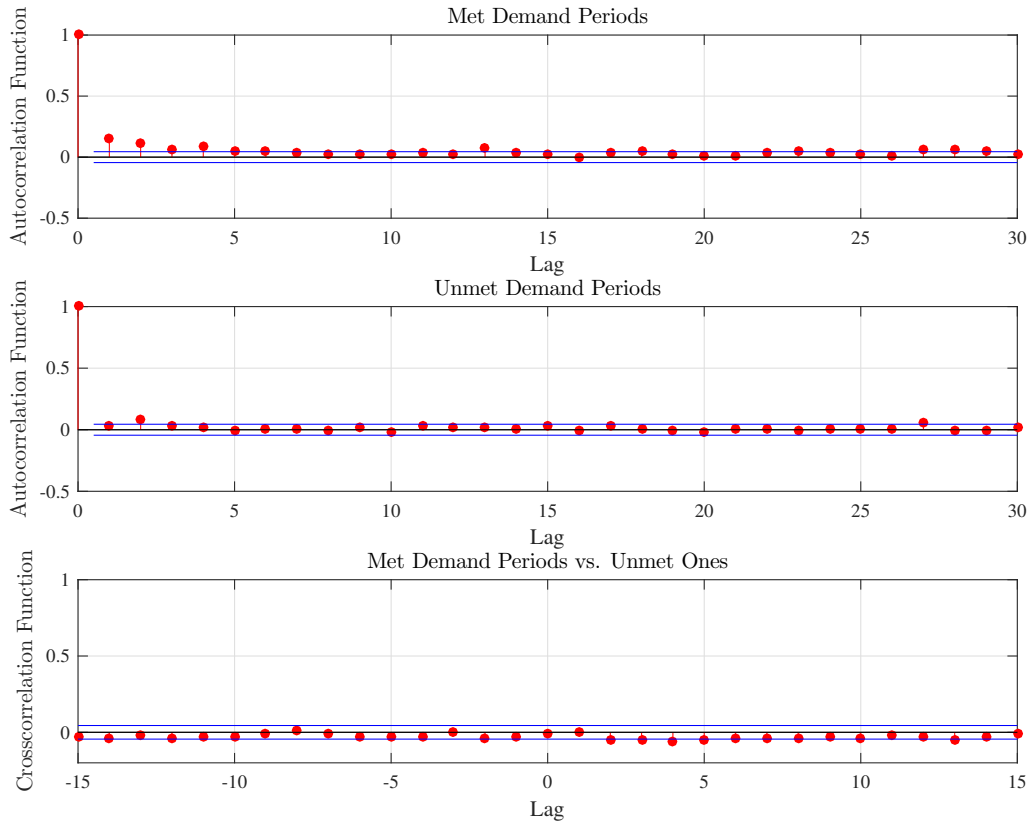 Met Demand Periods
Autocorrelation Function
1
0.5
0
-0.5
0 5 10 15 20 25 30
Lag
Unmet Demand Periods
Autocorrelation Function
1
0.5
0
-0.5
0 5 10 15 20 25 30
Lag
Met Demand Periods vs. Unmet Ones
Crosscorrelation Function
1
0.5
0
-15 -10 -5 0 5 10 15
Lag